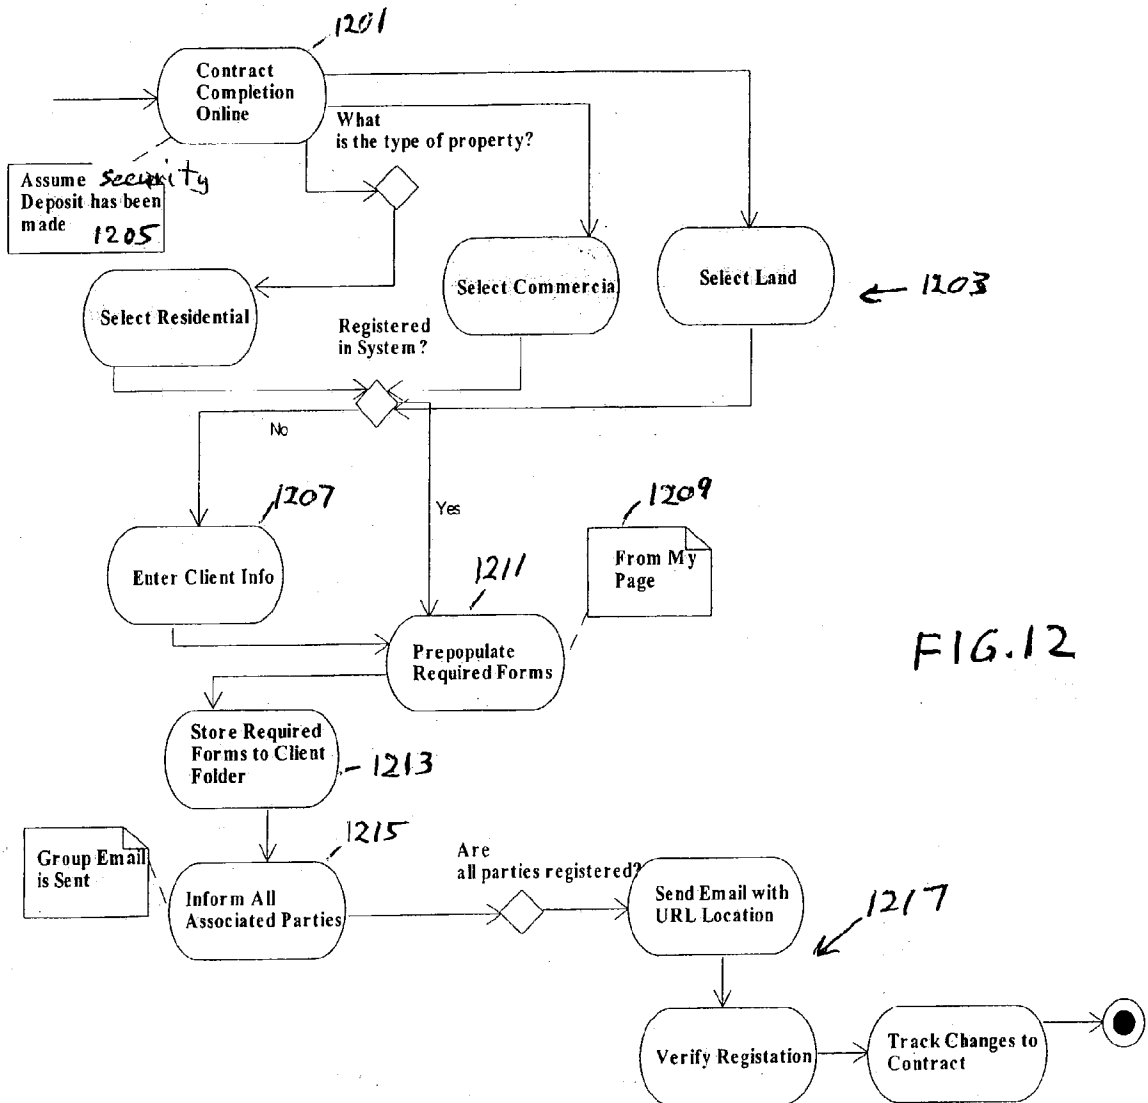 1201
Contract
Completion
Online
What
is the type of property?
Assume security
Deposit has been
made 1205
Select Residential
Select Commercia
Select Land
1203
Registered
in System?
No
Yes
1207
Enter Client Info
1209
From My
Page
1211
Prepopulate
Required Forms
FIG.12
Store Required
Forms to Client
Folder
1213
Group Email
is Sent
1215
Inform All
Associated Parties
Are
all parties registered?
Send Email with
URL Location
1217
Verify Registation
Track Changes to
Contract